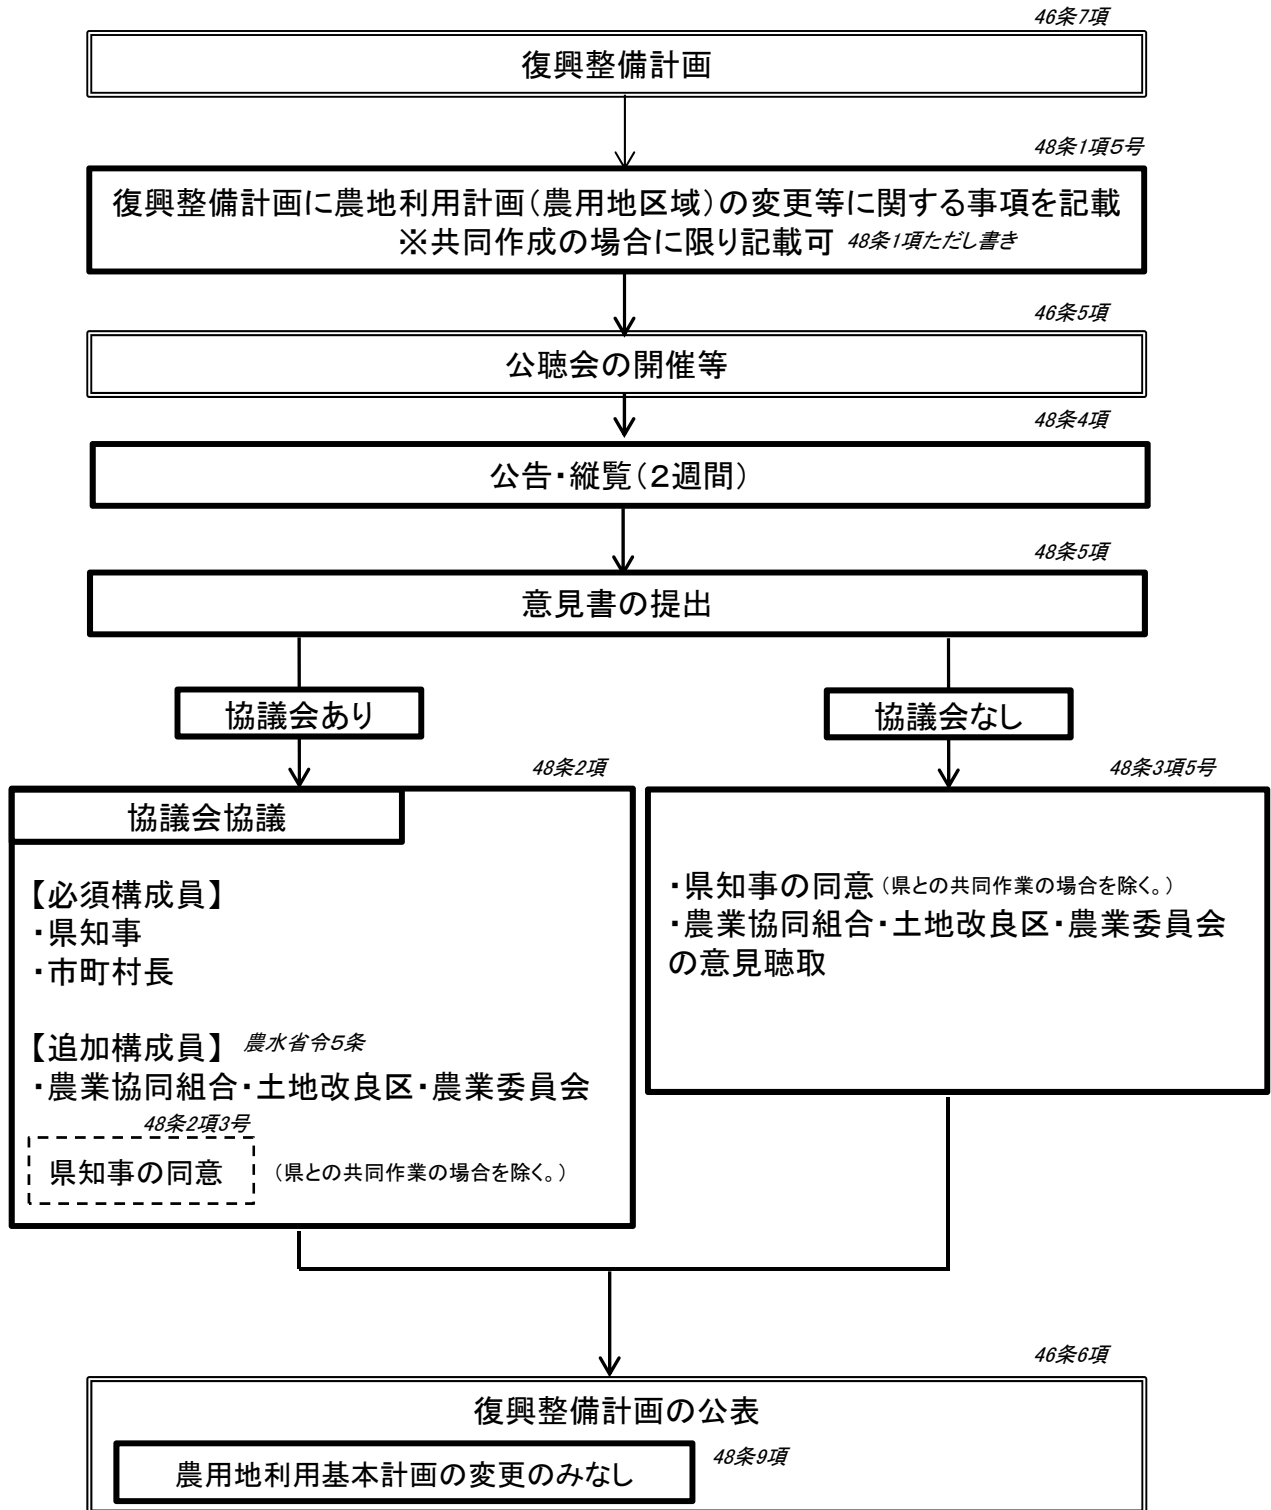 46条7項
復興整備計画
48条1項5号
復興整備計画に農地利用計画（農用地区域）の変更等に関する事項を記載
※共同作成の場合に限り記載可 48条1項ただし書き
46条5項
公聴会の開催等
48条4項
公告・縦覧（２週間）
48条5項
意見書の提出
協議会あり
協議会なし
48条2項
協議会協議
【必須構成員】
・県知事
・市町村長
【追加構成員】 農水省令5条
・農業協同組合・土地改良区・農業委員会
48条2項3号
県知事の同意 （県との共同作業の場合を除く。）
48条3項5号
・県知事の同意（県との共同作業の場合を除く。）
・農業協同組合・土地改良区・農業委員会
の意見聴取
46条6項
復興整備計画の公表
農用地利用基本計画の変更のみなし 48条9項